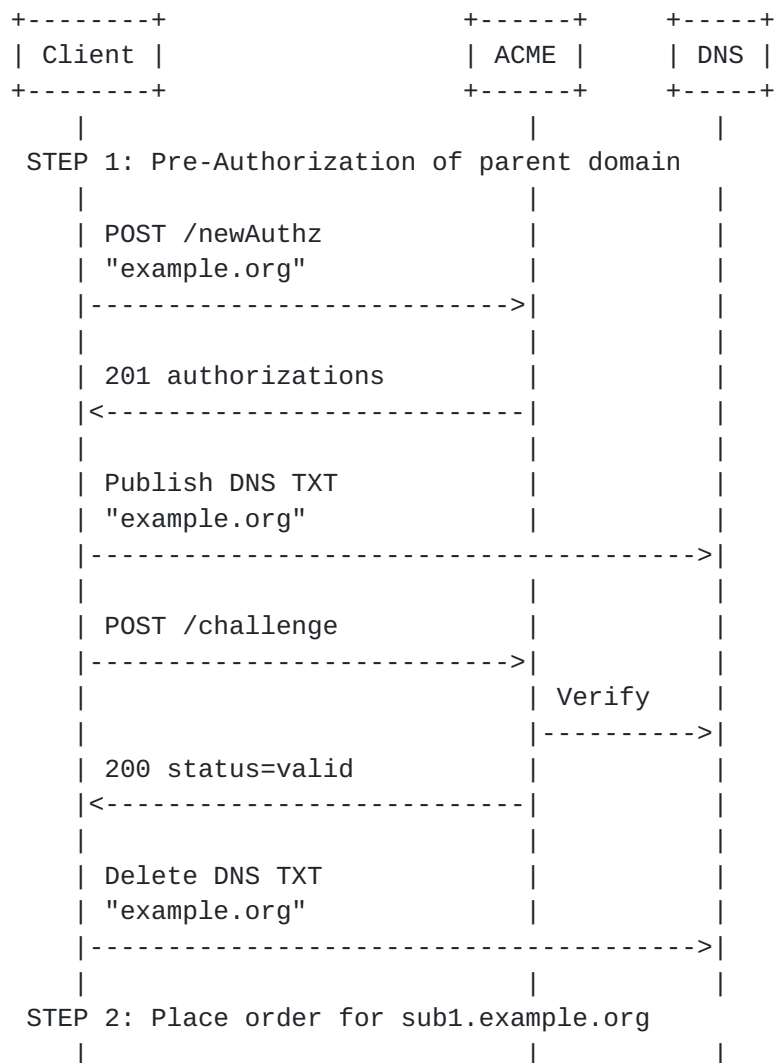 +--------+                   +------+     +-----+
| Client |                   | ACME |     | DNS |
+--------+                   +------+     +-----+
    |                            |           |
 STEP 1: Pre-Authorization of parent domain
    |                            |           |
    | POST /newAuthz             |           |
    | "example.org"              |           |
    |--------------------------->|           |
    |                            |           |
    | 201 authorizations         |           |
    |<---------------------------|           |
    |                            |           |
    | Publish DNS TXT            |           |
    | "example.org"              |           |
    |--------------------------------------->|
    |                            |           |
    | POST /challenge            |           |
    |--------------------------->|           |
    |                            | Verify    |
    |                            |---------->|
    | 200 status=valid           |           |
    |<---------------------------|           |
    |                            |           |
    | Delete DNS TXT             |           |
    | "example.org"              |           |
    |--------------------------------------->|
    |                            |           |
 STEP 2: Place order for sub1.example.org
    |                            |           |